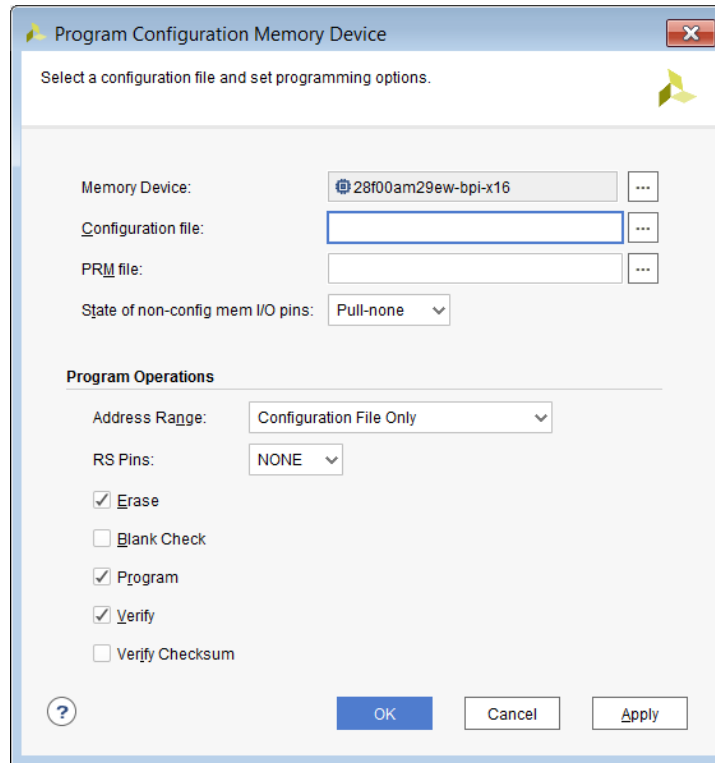 Program Configuration Memory Device
Select a configuration file and set programming options.
Memory Device: 28f00am29ew-bpi-x16 ...
Configuration file: ...
PRM file: ...
State of non-config mem I/O pins: Pull-none
Program Operations
Address Range: Configuration File Only
RS Pins: NONE
Erase
Blank Check
Program
Verify
Verify Checksum
? OK Cancel Apply